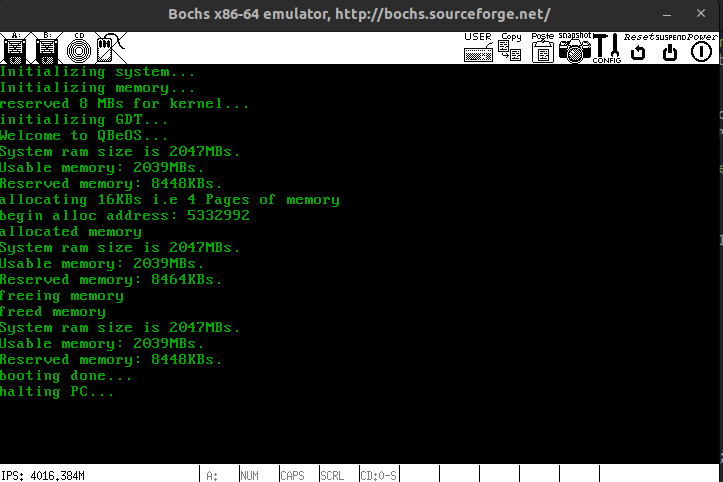 Bochs x86-64 emulator, http://bochs.sourceforge.net/
A: B: CD USER Copy Paste snapshot CONFIG Reset SUSPEND Power
Initializing system...
Initializing memory...
reserved 8 MBs for kernel...
initializing GDT...
Welcome to QBeOS...
System ram size is 2047MBs.
Usable memory: 2039MBs.
Reserved memory: 8448KBs.
allocating 16KBs i.e 4 Pages of memory
begin alloc address: 5332992
allocated memory
System ram size is 2047MBs.
Usable memory: 2039MBs.
Reserved memory: 8464KBs.
freeing memory
freed memory
System ram size is 2047MBs.
Usable memory: 2039MBs.
Reserved memory: 8448KBs.
booting done...
halting PC...
IPS: 4016.384M A: NUM CAPS SCRL CD:0-S